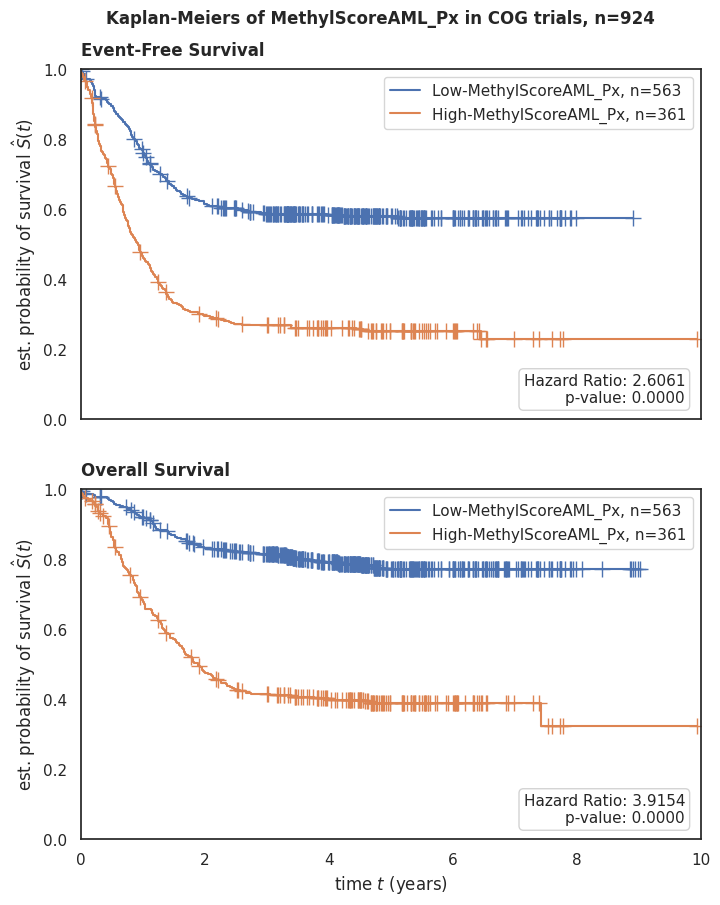 Kaplan-Meiers of MethylScoreAML_Px in COG trials, n=924
Event-Free Survival
1.0
0.8
0.6
0.4
0.2
0.0
est. probability of survival Ŝ(t)
Low-MethylScoreAML_Px, n=563
High-MethylScoreAML_Px, n=361
Hazard Ratio: 2.6061
p-value: 0.0000
Overall Survival
1.0
0.8
0.6
0.4
0.2
0.0
est. probability of survival Ŝ(t)
Low-MethylScoreAML_Px, n=563
High-MethylScoreAML_Px, n=361
Hazard Ratio: 3.9154
p-value: 0.0000
0 2 4 6 8 10
time t (years)